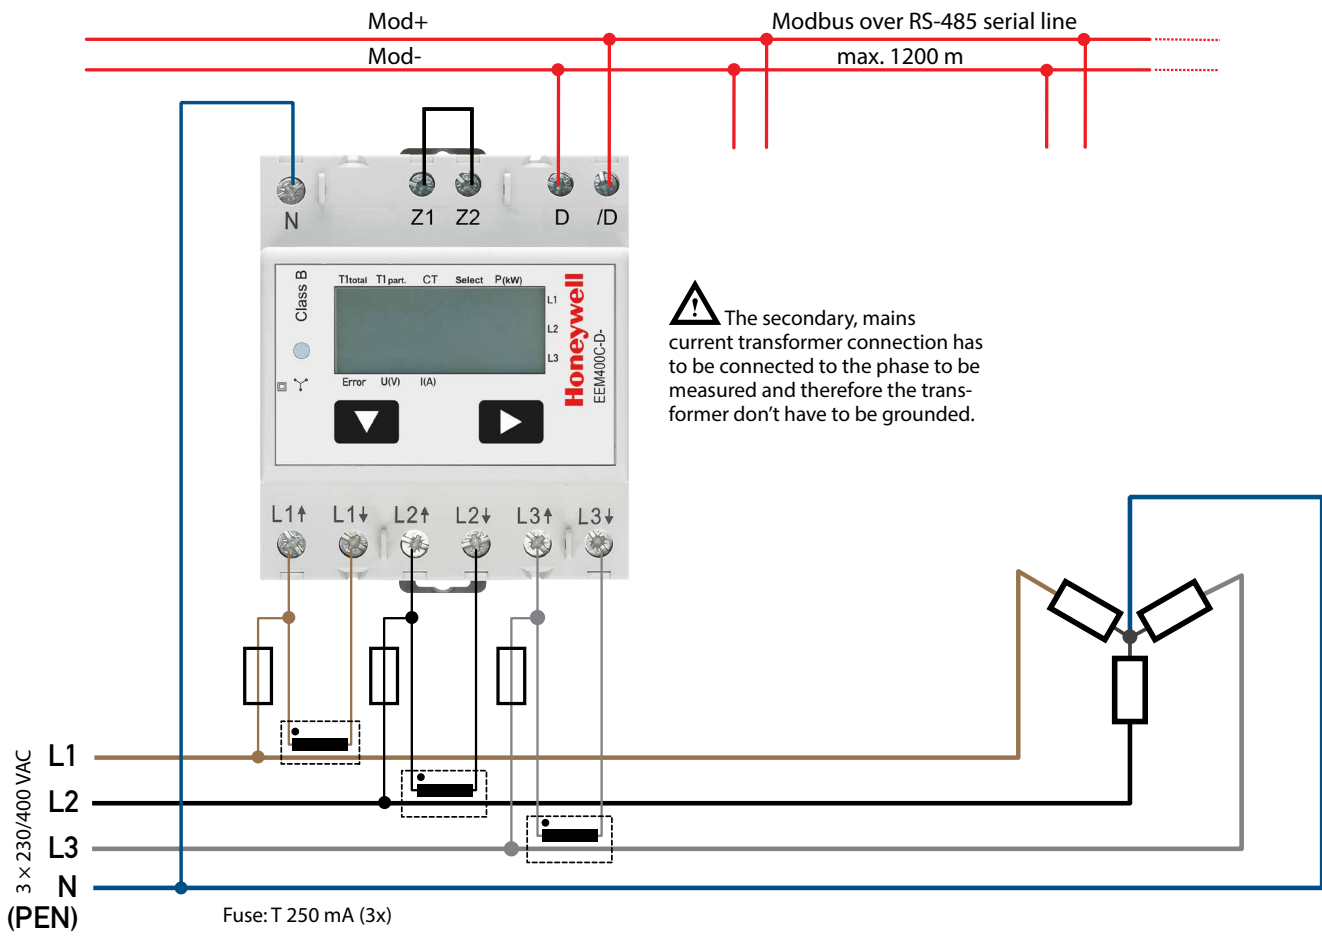 Mod+
Modbus over RS-485 serial line
Mod-
max. 1200 m
N
Z1
Z2
D
/D
Class B
T1total
T1 part.
CT
Select
P(kW)
L1
L2
L3
Error
U(V)
I(A)
Honeywell
EEM400C-D-
The secondary, mains
current transformer connection has
to be connected to the phase to be
measured and therefore the trans-
former don't have to be grounded.
L1↑
L1↓
L2↑
L2↓
L3↑
L3↓
3 x 230/400 VAC
L1
L2
L3
N
(PEN)
Fuse: T 250 mA (3x)